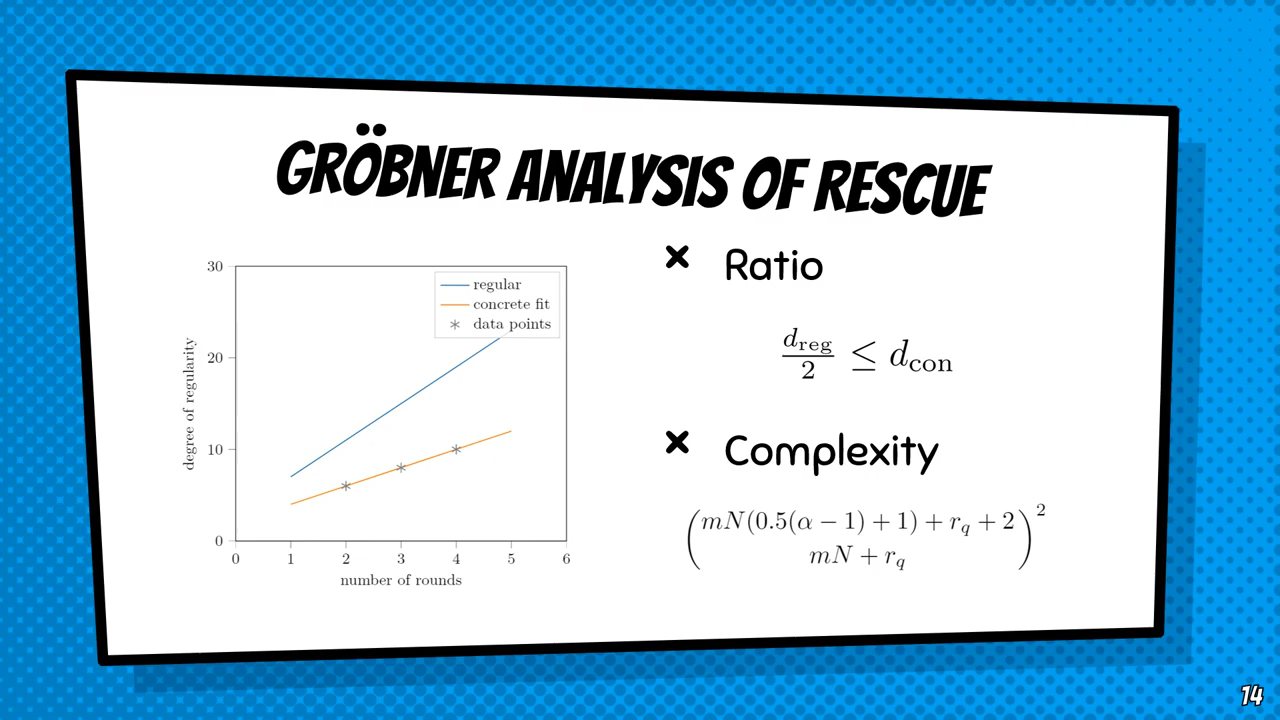 GRÖBNER ANALYSIS OF RESCUE
30
20
10
0
0 1 2 3 4 5 6
degree of regularity
number of rounds
regular
concrete fit
data points
Ratio
d_reg / 2 ≤ d_con
Complexity
( mN(0.5(α − 1) + 1) + r_q + 2
mN + r_q )^2
14